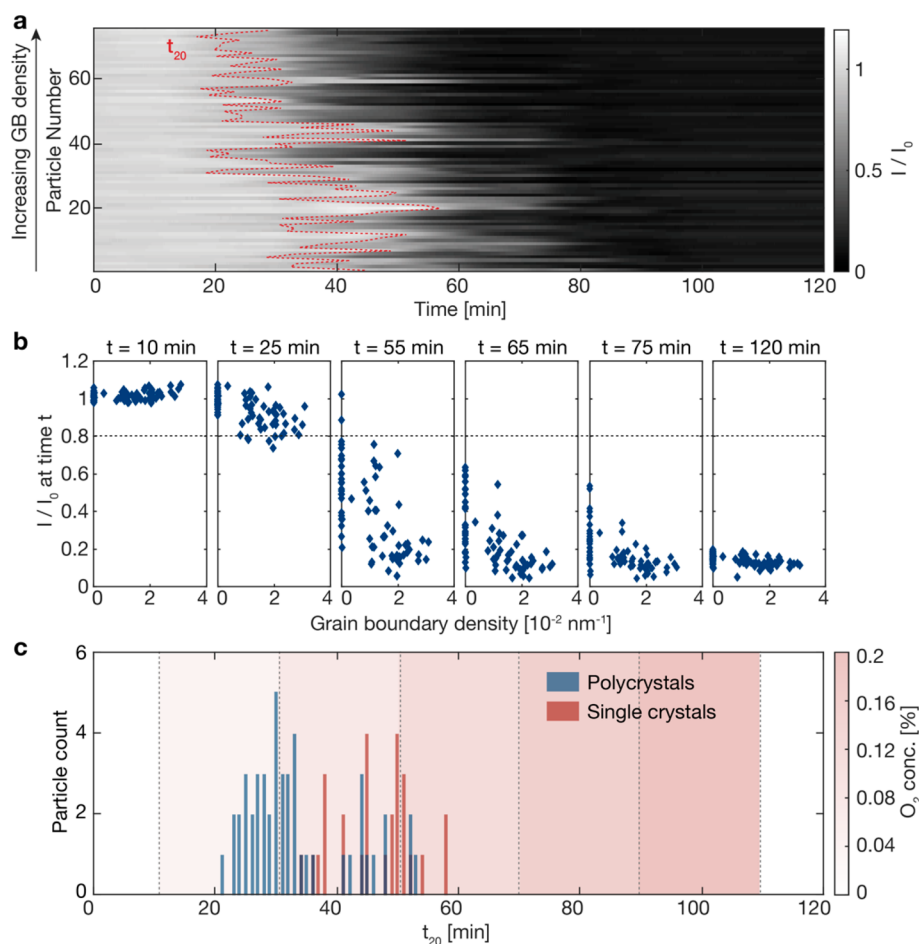 a
Increasing GB density
Particle Number
60
40
20
t20
0 20 40 60 80 100 120
Time [min]
1
0.5
0
I / I0
b
t = 10 min t = 25 min t = 55 min t = 65 min t = 75 min t = 120 min
I / I0 at time t
1.2
1
0.8
0.6
0.4
0.2
0
0 2 4 0 2 4 0 2 4 0 2 4 0 2 4 0 2 4
Grain boundary density [10-2 nm-1]
c
Particle count
6
4
2
0
Polycrystals
Single crystals
0 20 40 60 80 100 120
t20 [min]
0.2
0.16
0.12
0.08
0.04
0
O2 conc. [%]